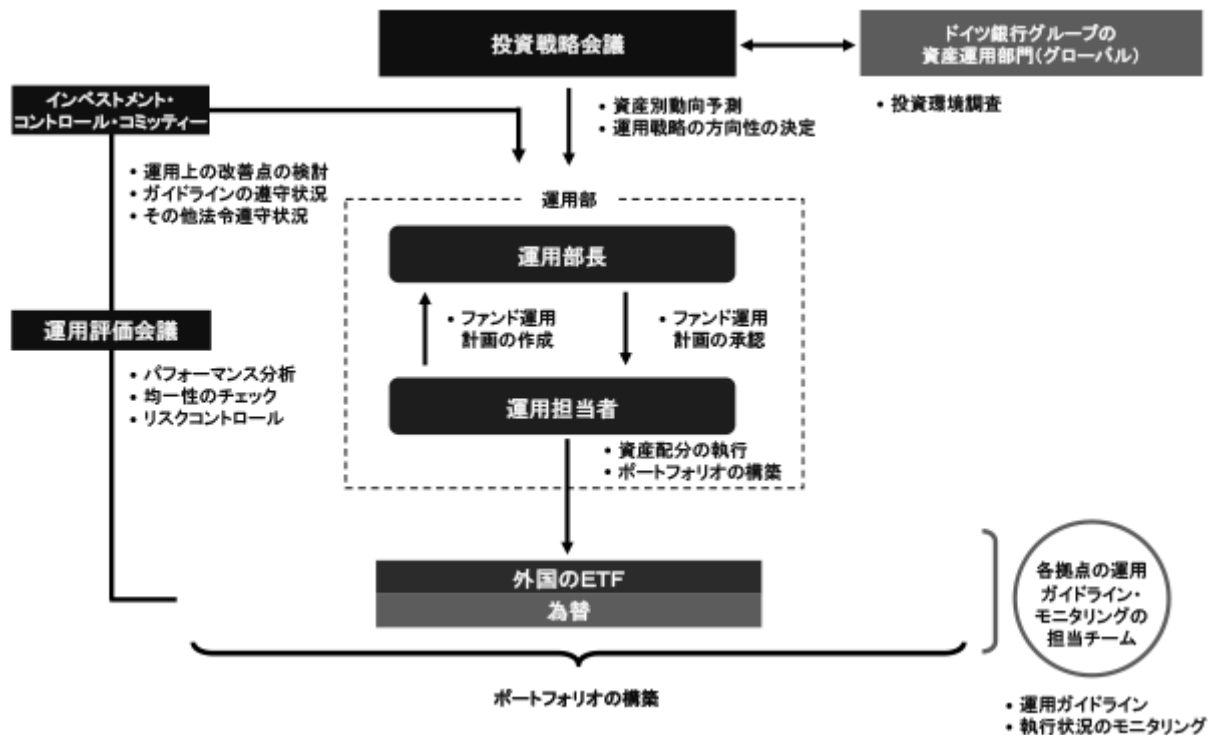 投資戦略会議
ドイツ銀行グループの
資産運用部門(グローバル)
インベストメント・
コントロール・コミッティー
• 資産別動向予測
• 運用戦略の方向性の決定
• 投資環境調査
• 運用上の改善点の検討
• ガイドラインの遵守状況
• その他法令遵守状況
運用部
運用部長
• ファンド運用
計画の作成
• ファンド運用
計画の承認
運用評価会議
• パフォーマンス分析
• 均一性のチェック
• リスクコントロール
運用担当者
• 資産配分の執行
• ポートフォリオの構築
外国のETF
為替
各拠点の運用
ガイドライン・
モニタリングの
担当チーム
ポートフォリオの構築
• 運用ガイドライン
• 執行状況のモニタリング